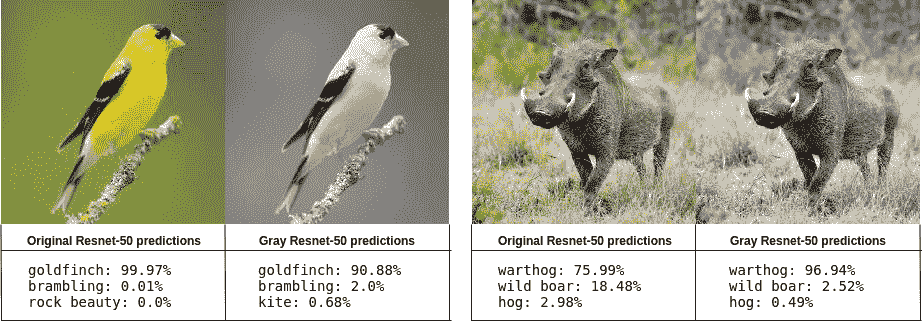 Original Resnet-50 predictions
goldfinch: 99.97%
brambling: 0.01%
rock beauty: 0.0%
Gray Resnet-50 predictions
goldfinch: 90.88%
brambling: 2.0%
kite: 0.68%
Original Resnet-50 predictions
warthog: 75.99%
wild boar: 18.48%
hog: 2.98%
Gray Resnet-50 predictions
warthog: 96.94%
wild boar: 2.52%
hog: 0.49%